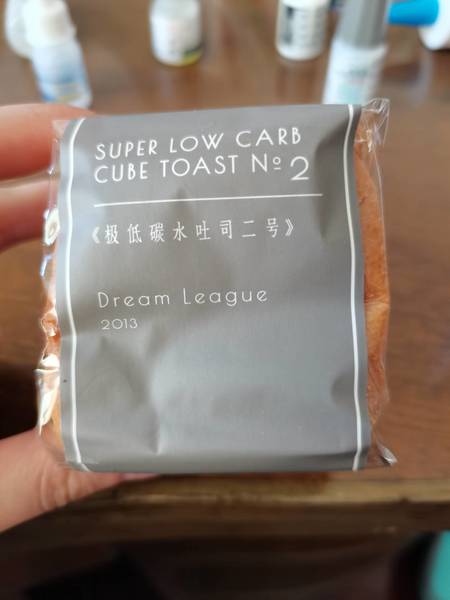 SUPER LOW CARB
CUBE TOAST Nº 2
《极低碳水吐司二号》
Dream League
2013